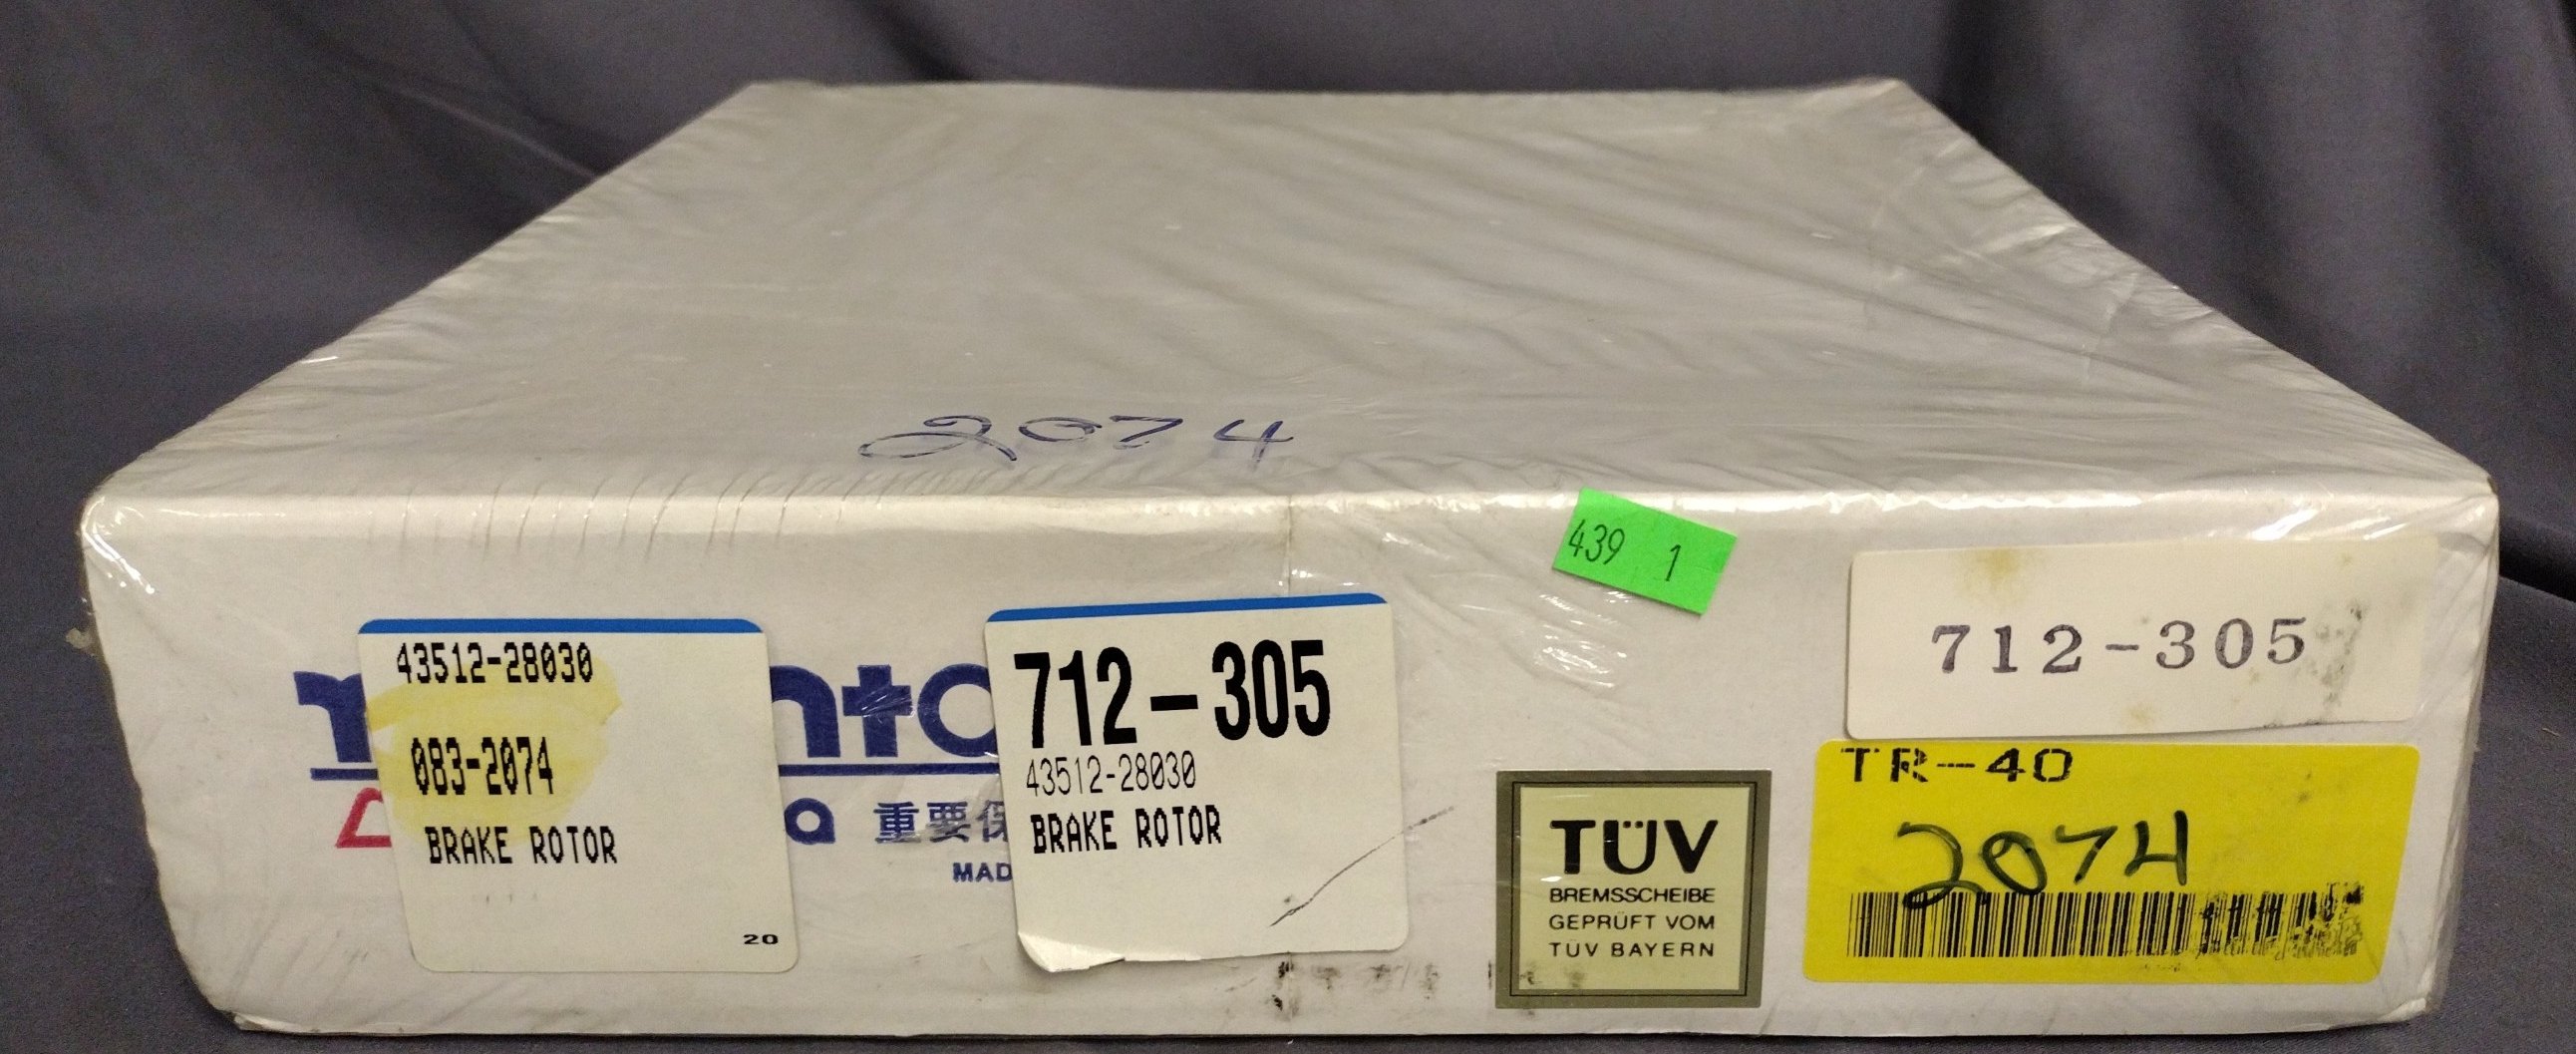 2074
439 1
43512-28030
083-2074
BRAKE ROTOR
20
重要保
MAD
712-305
43512-28030
BRAKE ROTOR
TÜV
BREMSSCHEIBE
GEPRÜFT VOM
TÜV BAYERN
712-305
TR-40
2074